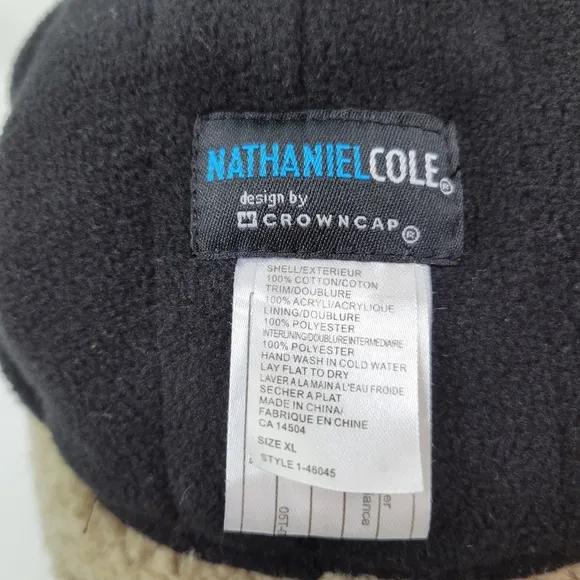 NATHANIELCOLE®
design by
CROWNCAP®
SHELL/EXTERIEUR
100% COTTON/COTON
TRIM/DOUBLURE
100% ACRYLI/ACRYLIQUE
LINING/DOUBLURE
100% POLYESTER
INTERLINING/DOUBLURE INTERMEDIAIRE
100% POLYESTER
HAND WASH IN COLD WATER
LAY FLAT TO DRY
LAVER A LA MAIN A L'EAU FROIDE
SECHER A PLAT
MADE IN CHINA/
FABRIQUE EN CHINE
CA 14504
SIZE XL
STYLE 1-46045